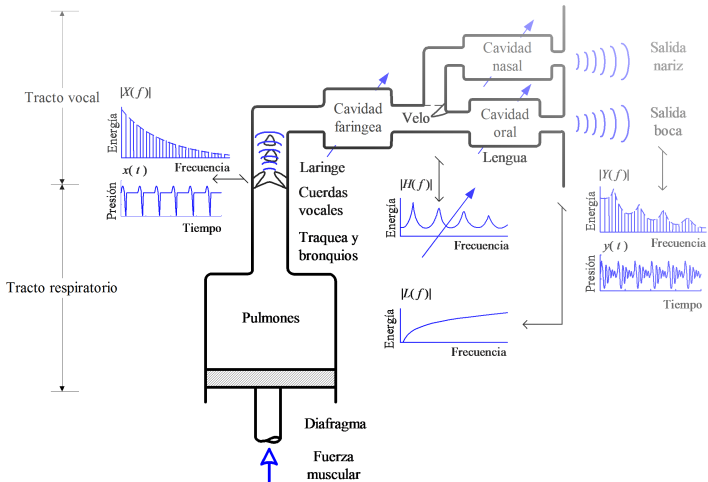 Tracto vocal
Tracto respiratorio
|X(f)|
Energía
Frecuencia
x(t)
Presión
Tiempo
Cavidad
faríngea
Laringe
Cuerdas
vocales
Traquea y
bronquios
Pulmones
Diafragma
Fuerza
muscular
Velo
Cavidad
nasal
Cavidad
oral
Lengua
Salida
nariz
Salida
boca
|H(f)|
Energía
Frecuencia
|L(f)|
Energía
Frecuencia
|Y(f)|
Energía
Frecuencia
y(t)
Presión
Tiempo